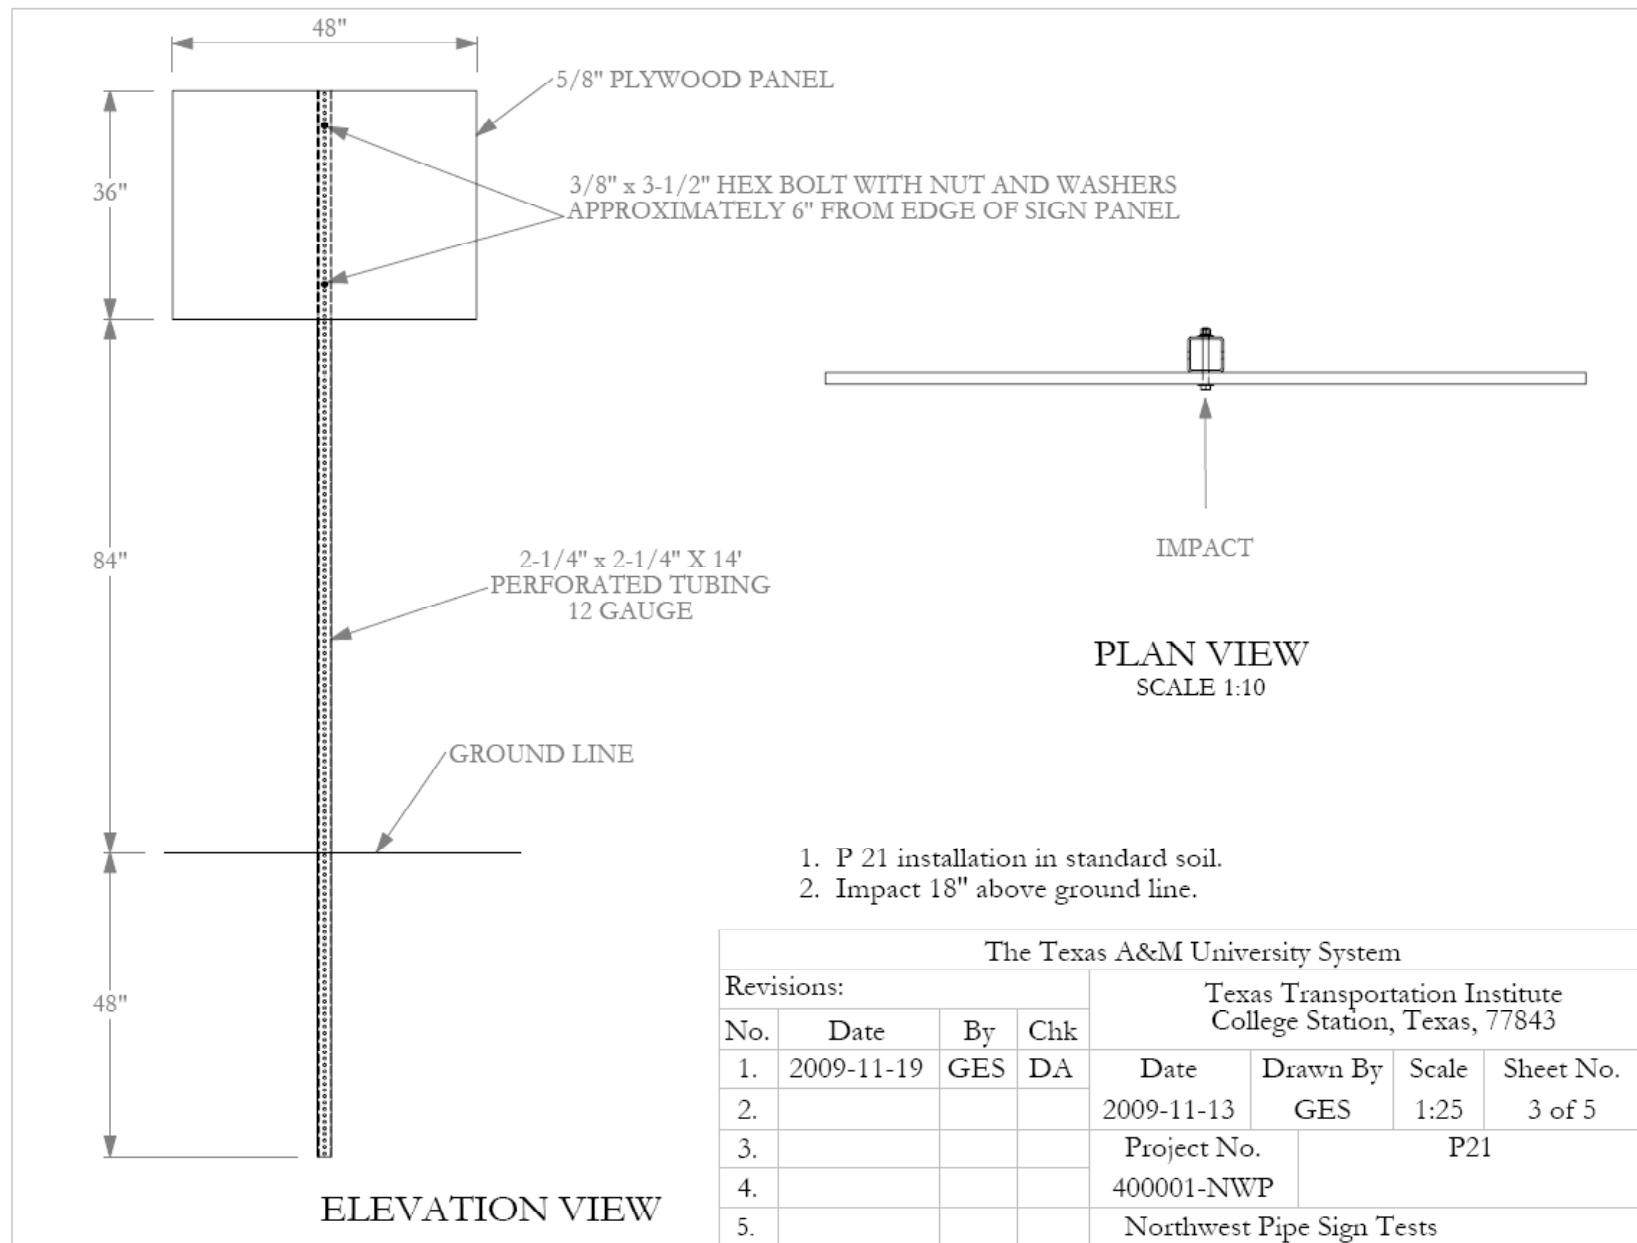 48"
5/8" PLYWOOD PANEL
36"
3/8" x 3-1/2" HEX BOLT WITH NUT AND WASHERS
APPROXIMATELY 6" FROM EDGE OF SIGN PANEL
84"
2-1/4" x 2-1/4" X 14'
PERFORATED TUBING
12 GAUGE
GROUND LINE
48"
ELEVATION VIEW
IMPACT
PLAN VIEW
SCALE 1:10
1. P 21 installation in standard soil.
2. Impact 18" above ground line.
The Texas A&M University System
Revisions:
No. Date By Chk
1. 2009-11-19 GES DA
2.
3.
4.
5.
Texas Transportation Institute
College Station, Texas, 77843
Date Drawn By Scale Sheet No.
2009-11-13 GES 1:25 3 of 5
Project No. P21
400001-NWP
Northwest Pipe Sign Tests